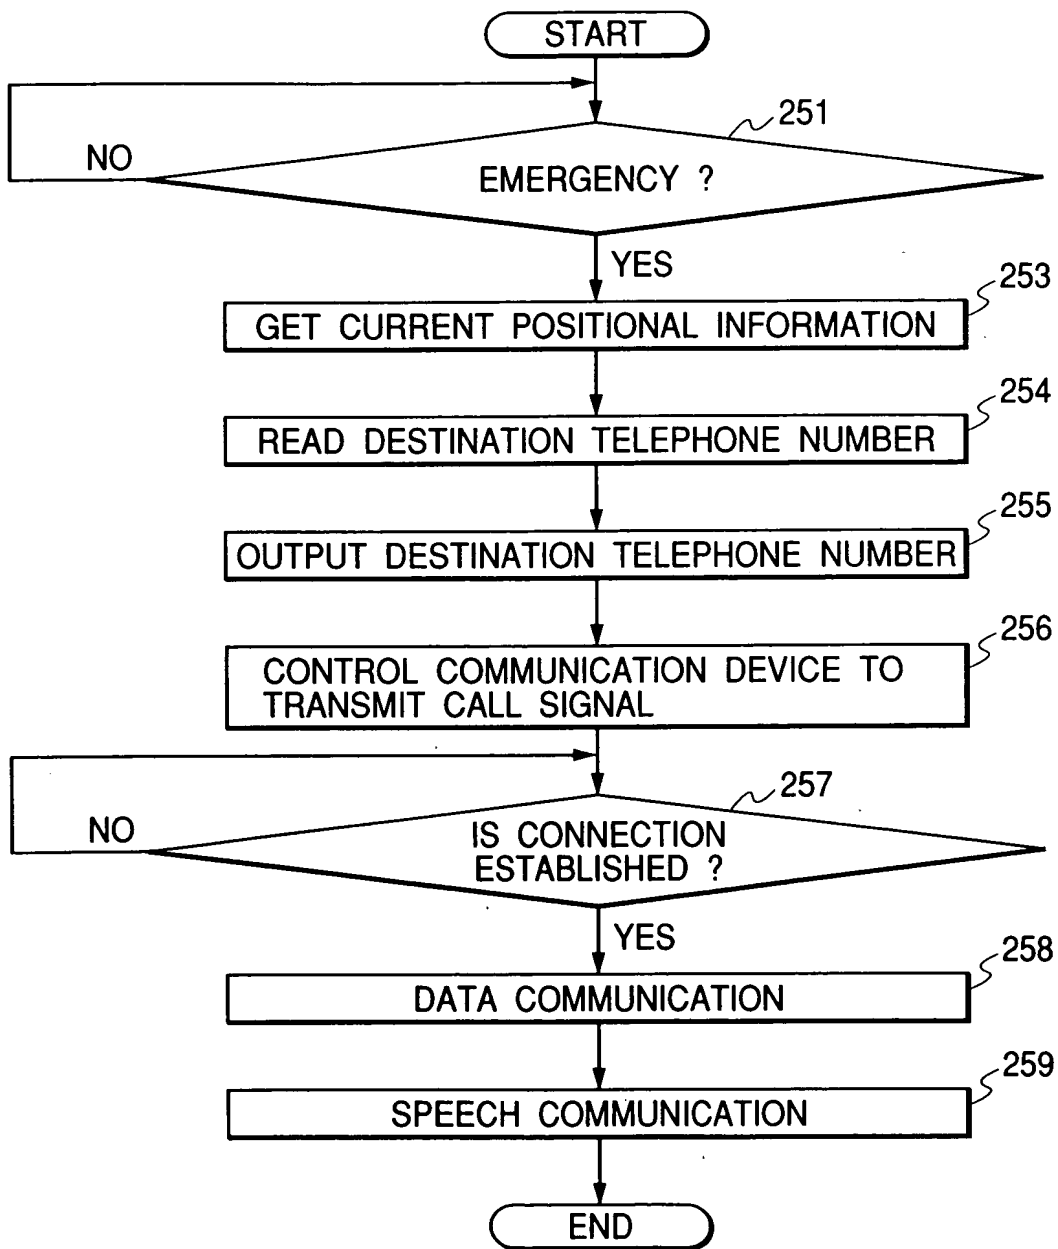 START
251
NO
EMERGENCY ?
YES
253
GET CURRENT POSITIONAL INFORMATION
254
READ DESTINATION TELEPHONE NUMBER
255
OUTPUT DESTINATION TELEPHONE NUMBER
256
CONTROL COMMUNICATION DEVICE TO
TRANSMIT CALL SIGNAL
257
NO
IS CONNECTION
ESTABLISHED ?
YES
258
DATA COMMUNICATION
259
SPEECH COMMUNICATION
END